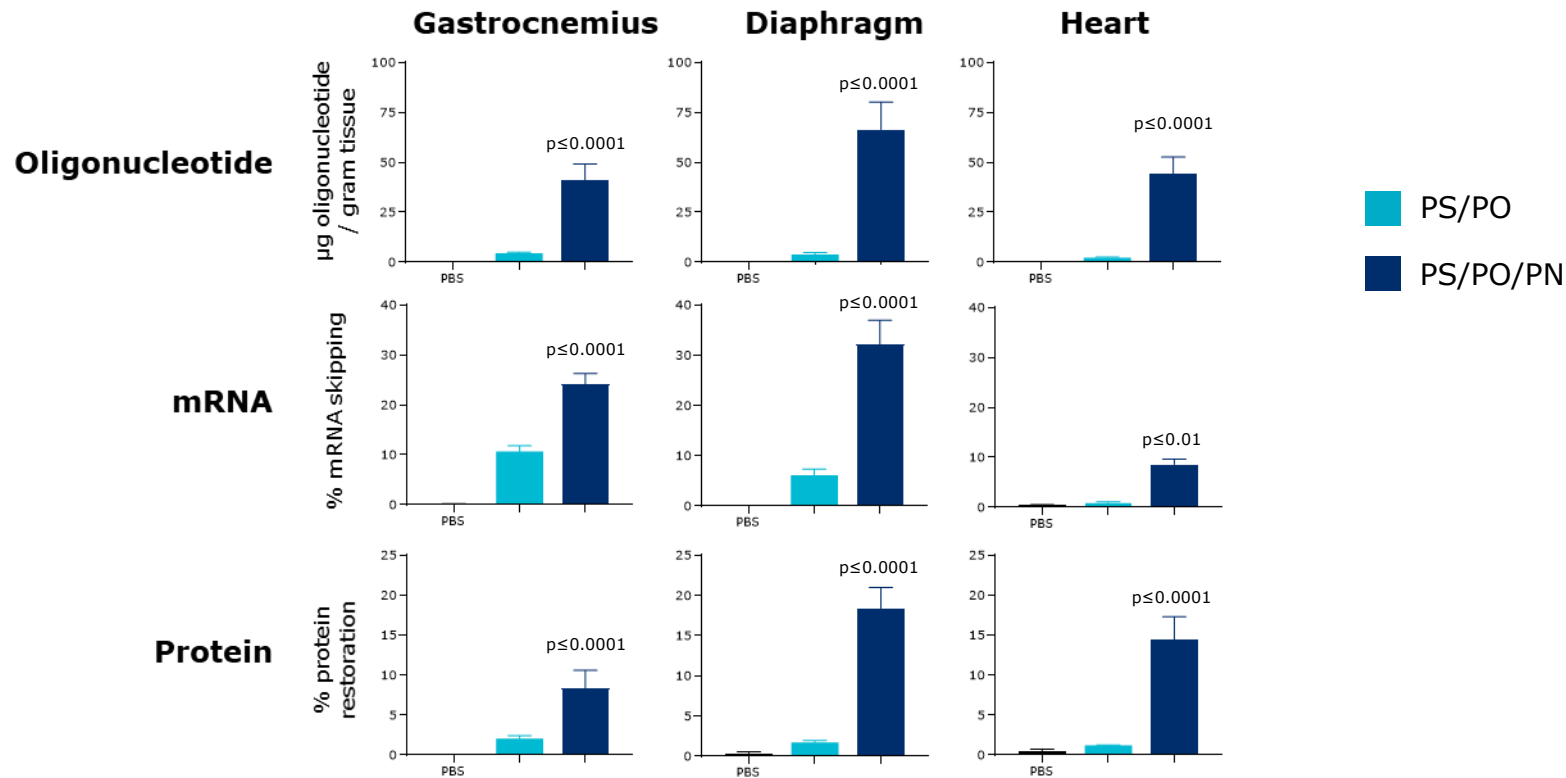 Gastrocnemius
Diaphragm
Heart
Oligonucleotide
µg oligonucleotide
/ gram tissue
100
75
50
25
0
p≤0.0001
PBS
100
75
50
25
0
p≤0.0001
PBS
100
75
50
25
0
p≤0.0001
PBS
PS/PO
PS/PO/PN
mRNA
% mRNA skipping
40
30
20
10
0
p≤0.0001
PBS
40
30
20
10
0
p≤0.0001
PBS
40
30
20
10
0
p≤0.01
PBS
Protein
% protein
restoration
25
20
15
10
5
0
p≤0.0001
PBS
25
20
15
10
5
0
p≤0.0001
PBS
25
20
15
10
5
0
p≤0.0001
PBS